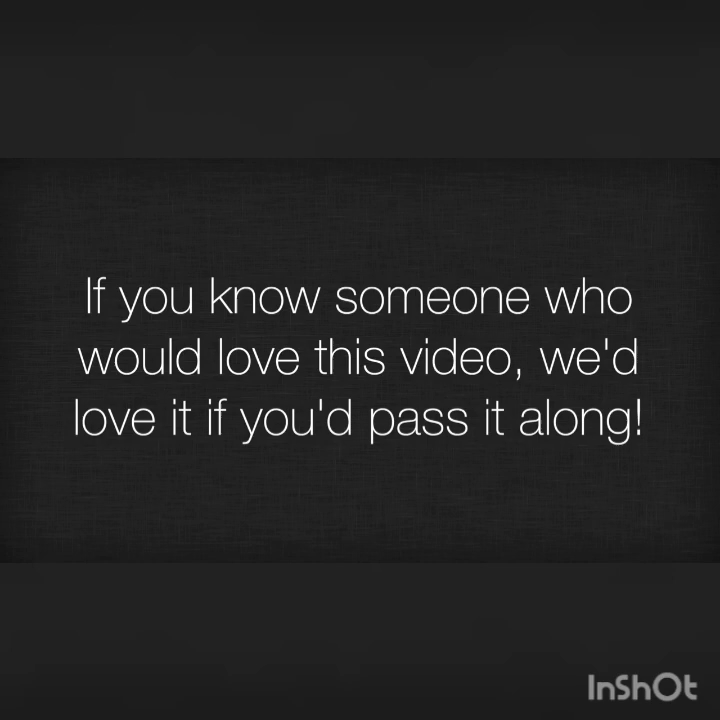 If you know someone who
would love this video, we'd
love it if you'd pass it along!
InShOt